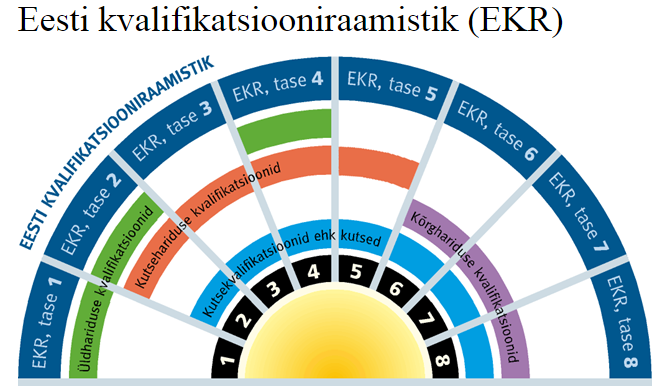 Eesti kvalifikatsiooniraamistik (EKR)
EESTI KVALIFIKATSIOONIRAAMISTIK
EKR, tase 1
EKR, tase 2
EKR, tase 3
EKR, tase 4
EKR, tase 5
EKR, tase 6
EKR, tase 7
EKR, tase 8
Üldhariduse kvalifikatsioonid
Kutsehariduse kvalifikatsioonid
Kutsekvalifikatsioonid ehk kutsed
Kõrghariduse kvalifikatsioonid
1
2
3
4
5
6
7
8